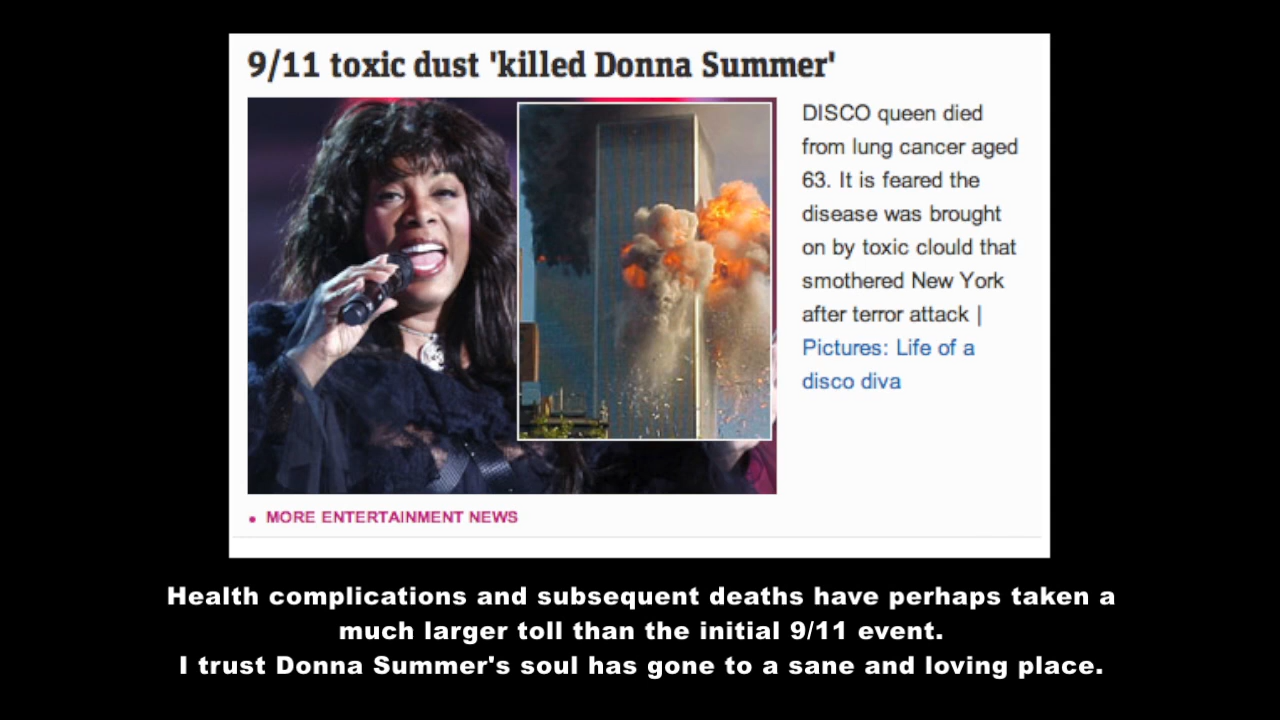 9/11 toxic dust 'killed Donna Summer'
DISCO queen died
from lung cancer aged
63. It is feared the
disease was brought
on by toxic clould that
smothered New York
after terror attack |
Pictures: Life of a
disco diva
• MORE ENTERTAINMENT NEWS
Health complications and subsequent deaths have perhaps taken a
much larger toll than the initial 9/11 event.
I trust Donna Summer's soul has gone to a sane and loving place.